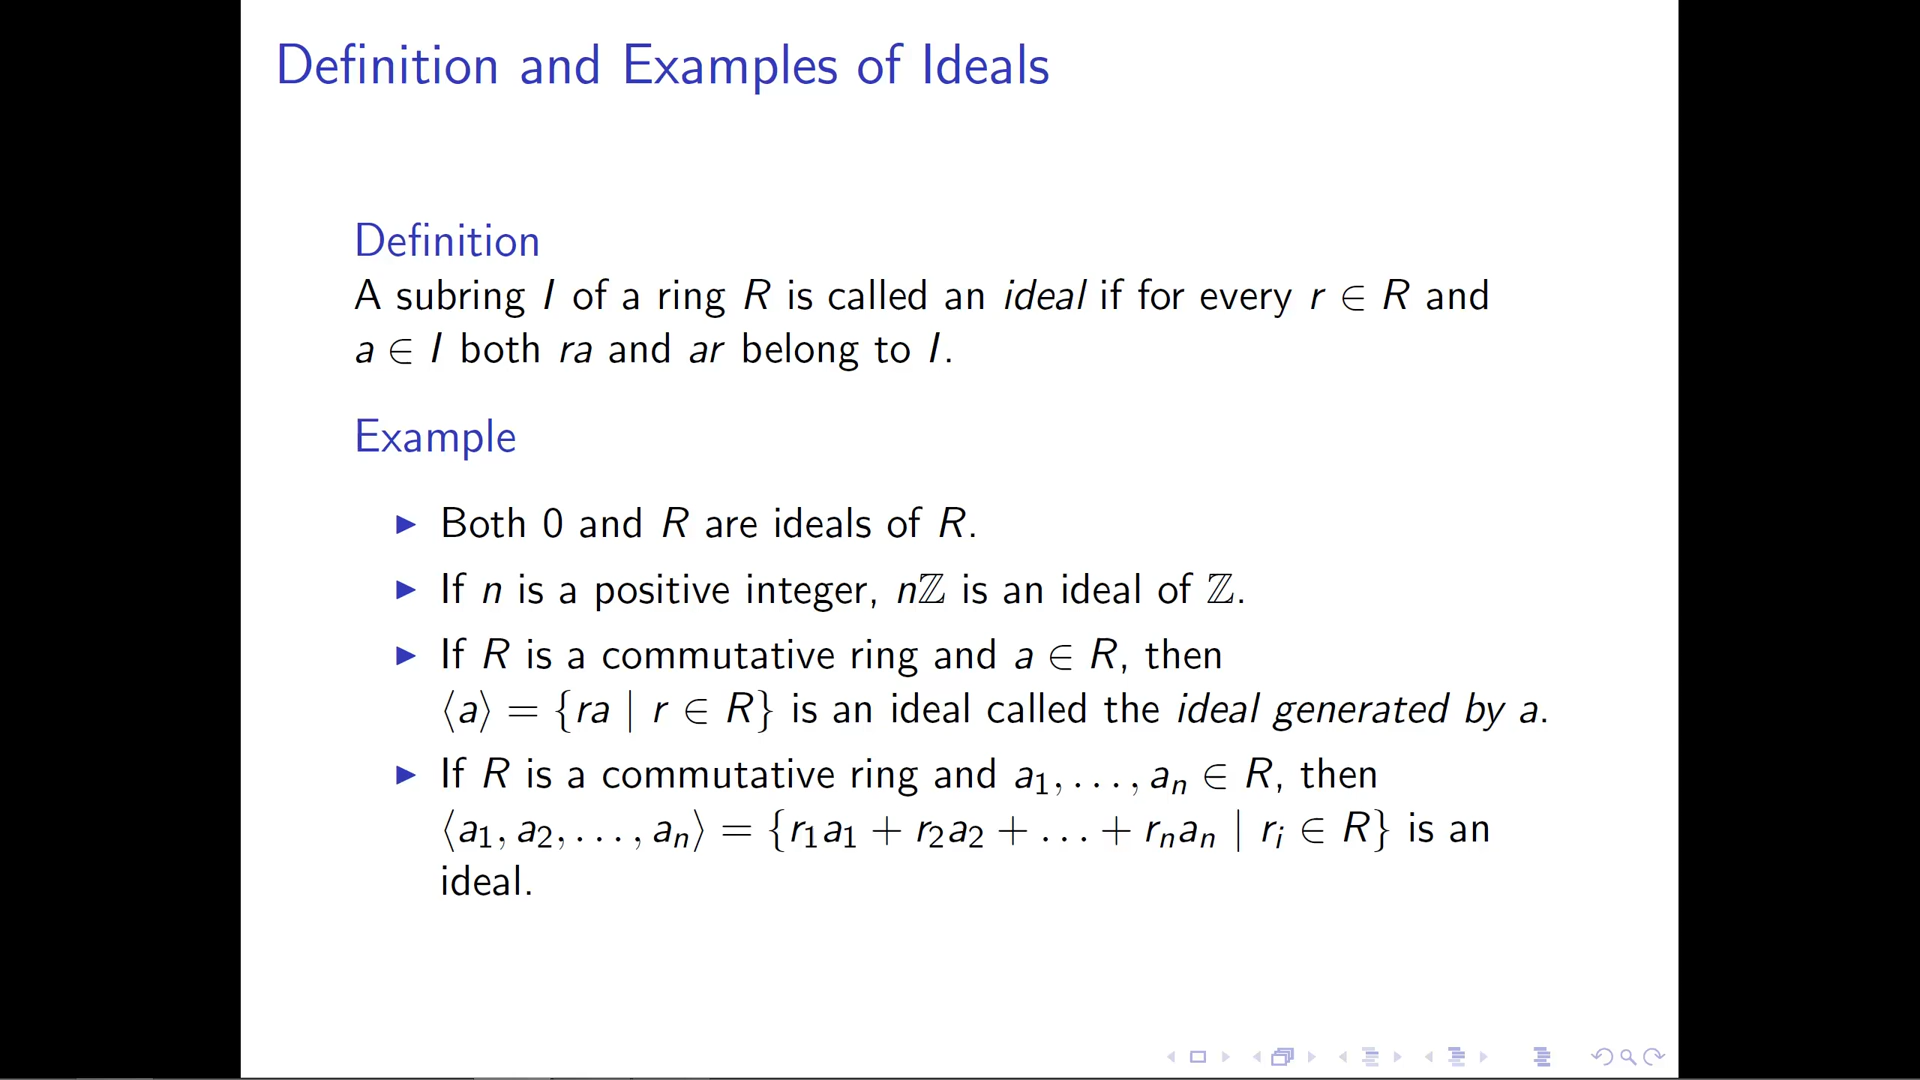 Definition and Examples of Ideals
Definition
A subring I of a ring R is called an ideal if for every r ∈ R and
a ∈ I both ra and ar belong to I.
Example
▶ Both 0 and R are ideals of R.
▶ If n is a positive integer, nℤ is an ideal of ℤ.
▶ If R is a commutative ring and a ∈ R, then
⟨a⟩ = {ra | r ∈ R} is an ideal called the ideal generated by a.
▶ If R is a commutative ring and a₁, . . . , aₙ ∈ R, then
⟨a₁, a₂, . . . , aₙ⟩ = {r₁a₁ + r₂a₂ + . . . + rₙaₙ | rᵢ ∈ R} is an
ideal.